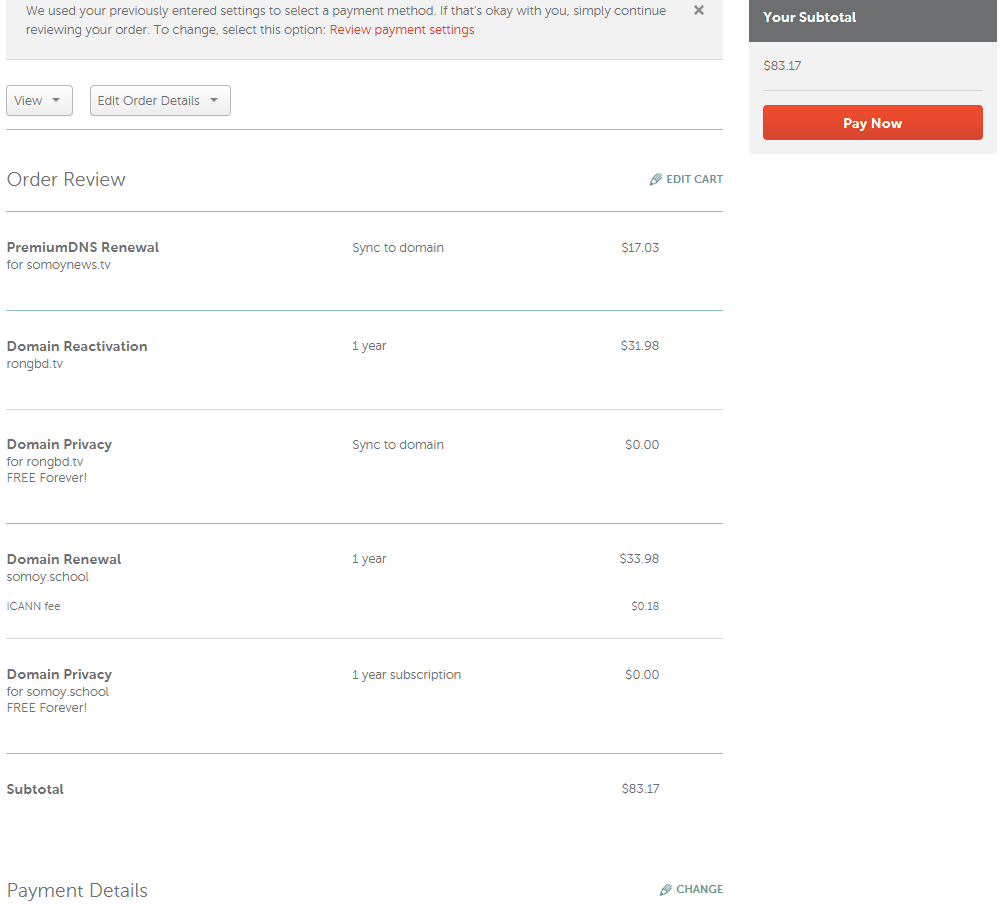 We used your previously entered settings to select a payment method. If that's okay with you, simply continue
reviewing your order. To change, select this option: Review payment settings
Your Subtotal
$83.17
Pay Now
View
Edit Order Details
Order Review
EDIT CART
PremiumDNS Renewal Sync to domain $17.03
for somoynews.tv
Domain Reactivation 1 year $31.98
rongbd.tv
Domain Privacy Sync to domain $0.00
for rongbd.tv
FREE Forever!
Domain Renewal 1 year $33.98
somoy.school
ICANN fee $0.18
Domain Privacy 1 year subscription $0.00
for somoy.school
FREE Forever!
Subtotal $83.17
Payment Details
CHANGE